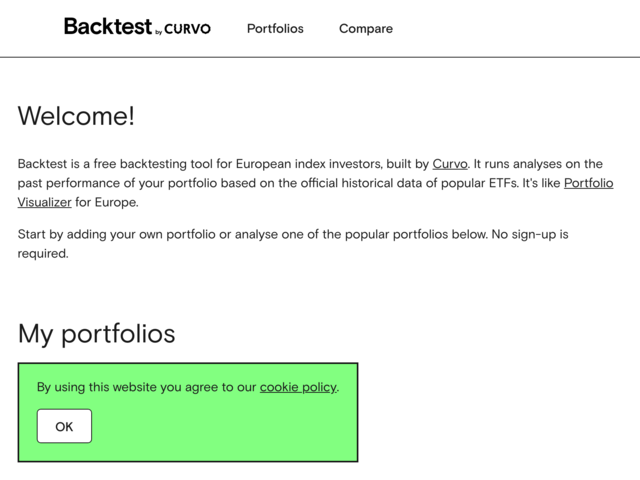 Backtest by CURVO Portfolios Compare
Welcome!
Backtest is a free backtesting tool for European index investors, built by Curvo. It runs analyses on the
past performance of your portfolio based on the official historical data of popular ETFs. It's like Portfolio
Visualizer for Europe.
Start by adding your own portfolio or analyse one of the popular portfolios below. No sign-up is
required.
My portfolios
By using this website you agree to our cookie policy.
OK